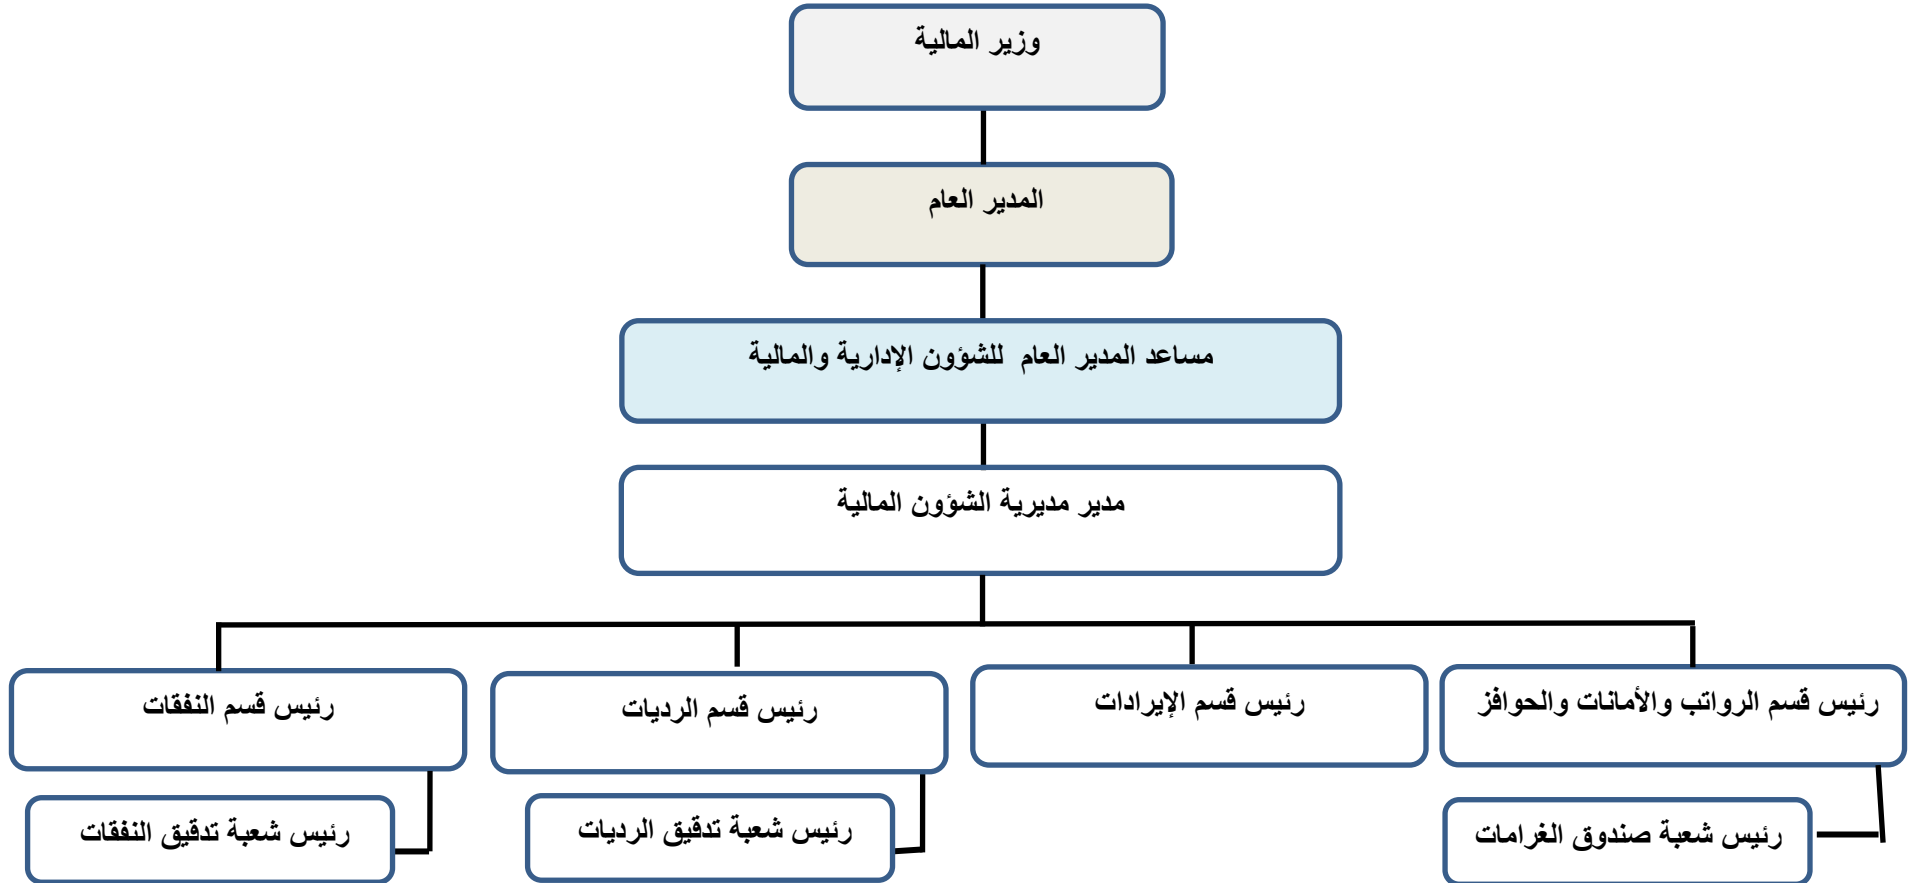 وزير المالية
المدير العام
مساعد المدير العام للشؤون الإدارية والمالية
مدير مديرية الشؤون المالية
رئيس قسم الرواتب والأمانات والحوافز
رئيس قسم الإيرادات
رئيس قسم الرديات
رئيس قسم النفقات
رئيس شعبة صندوق الغرامات
رئيس شعبة تدقيق الرديات
رئيس شعبة تدقيق النفقات